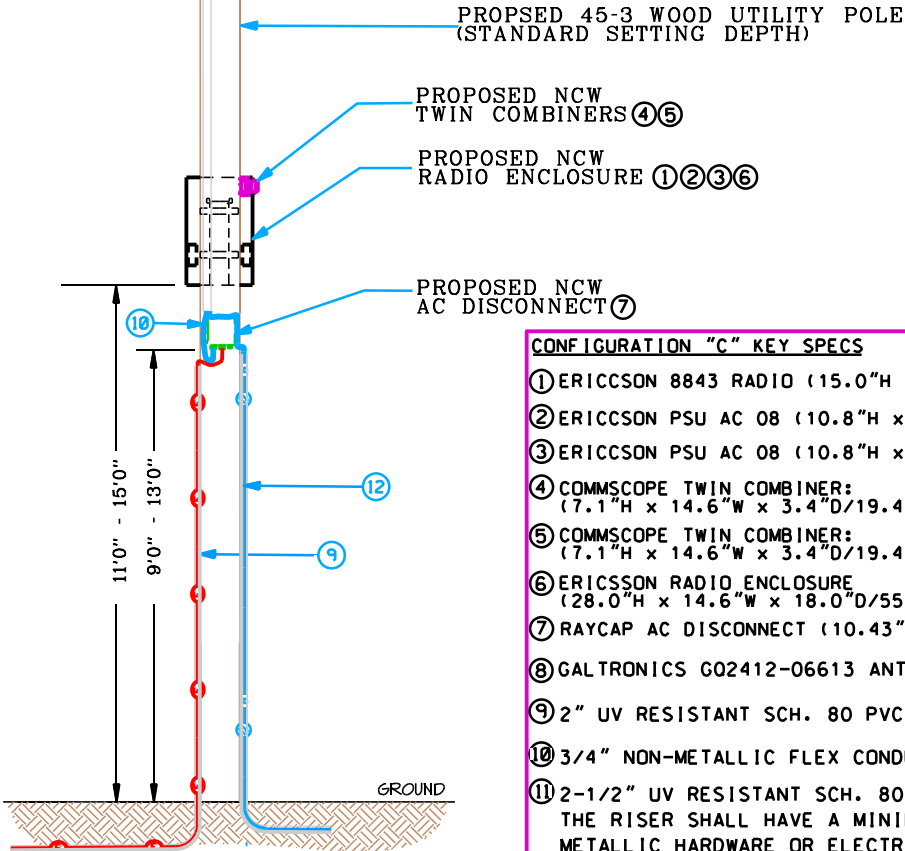 PROPSED 45-3 WOOD UTILITY POLE
(STANDARD SETTING DEPTH)
PROPOSED NCW
TWIN COMBINERS ④⑤
PROPOSED NCW
RADIO ENCLOSURE ①②③⑥
PROPOSED NCW
AC DISCONNECT ⑦
⑩
11'0" - 15'0"
9'0" - 13'0"
⑫
⑨
GROUND
CONFIGURATION "C" KEY SPECS
① ERICCSON 8843 RADIO (15.0"H
② ERICCSON PSU AC 08 (10.8"H x
③ ERICCSON PSU AC 08 (10.8"H x
④ COMMSCOPE TWIN COMBINER:
(7.1"H x 14.6"W x 3.4"D/19.4
⑤ COMMSCOPE TWIN COMBINER:
(7.1"H x 14.6"W x 3.4"D/19.4
⑥ ERICSSON RADIO ENCLOSURE
(28.0"H x 14.6"W x 18.0"D/55
⑦ RAYCAP AC DISCONNECT (10.43"
⑧ GALTRONICS GQ2412-06613 ANT
⑨ 2" UV RESISTANT SCH. 80 PVC
⑩ 3/4" NON-METALLIC FLEX COND
⑪ 2-1/2" UV RESISTANT SCH. 80
THE RISER SHALL HAVE A MINI
METALLIC HARDWARE OR ELECTR